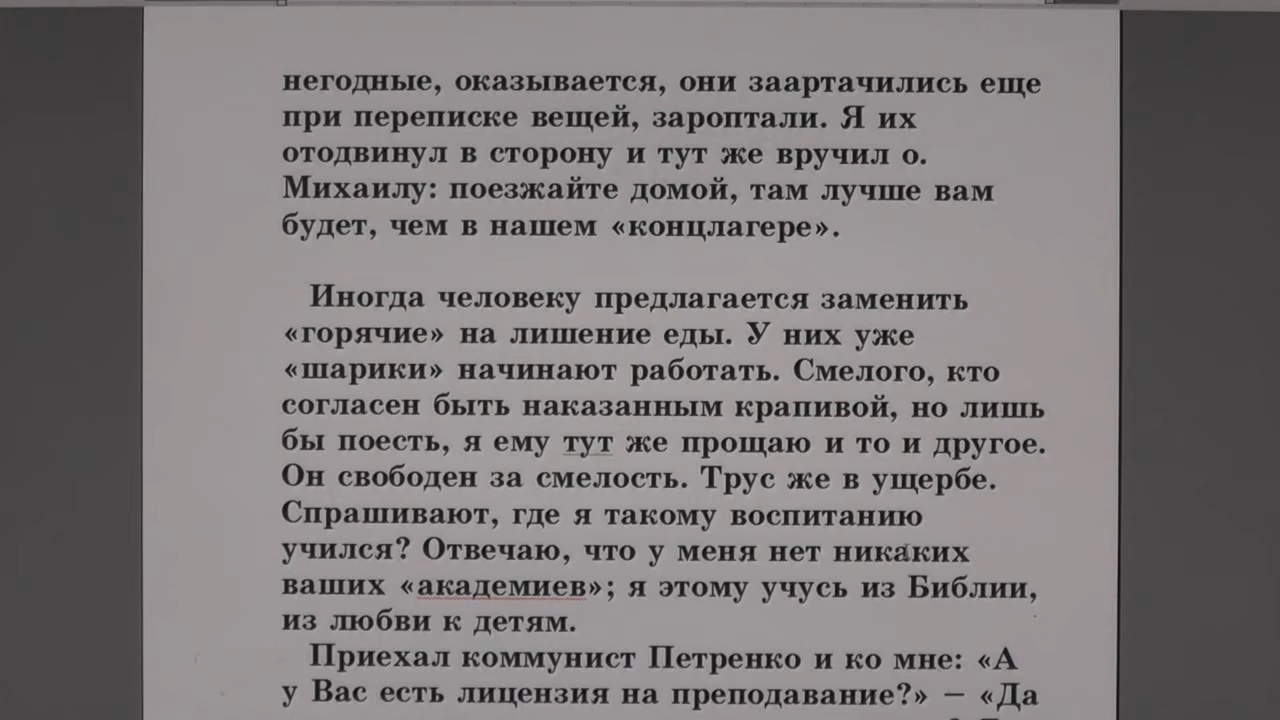 негодные, оказывается, они заартачились еще
при переписке вещей, зароптали. Я их
отодвинул в сторону и тут же вручил о.
Михаилу: поезжайте домой, там лучше вам
будет, чем в нашем «концлагере».
Иногда человеку предлагается заменить
«горячие» на лишение еды. У них уже
«шарики» начинают работать. Смелого, кто
согласен быть наказанным крапивой, но лишь
бы поесть, я ему тут же прощаю и то и другое.
Он свободен за смелость. Трус же в ущербе.
Спрашивают, где я такому воспитанию
учился? Отвечаю, что у меня нет никаких
ваших «академиев»; я этому учусь из Библии,
из любви к детям.
Приехал коммунист Петренко и ко мне: «А
у Вас есть лицензия на преподавание?» – «Да